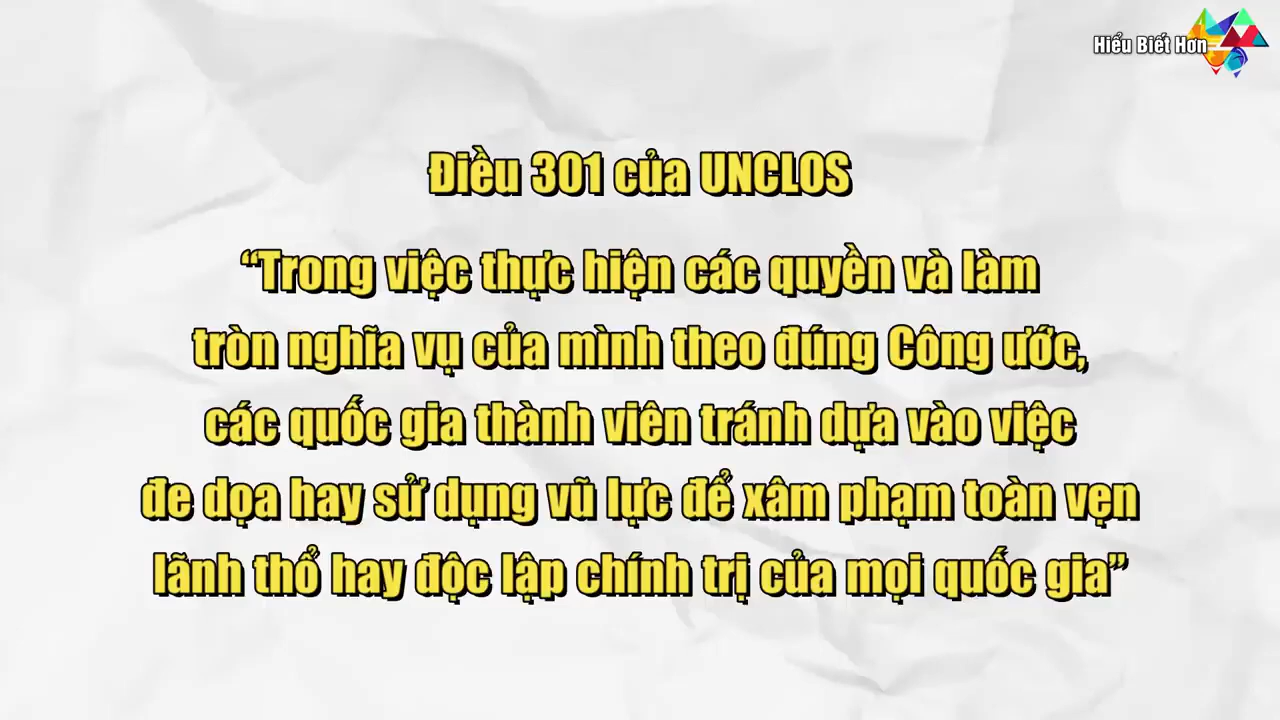 Hiểu Biết Hơn
Điều 301 của UNCLOS
“Trong việc thực hiện các quyền và làm
tròn nghĩa vụ của mình theo đúng Công ước,
các quốc gia thành viên tránh dựa vào việc
đe dọa hay sử dụng vũ lực để xâm phạm toàn vẹn
lãnh thổ hay độc lập chính trị của mọi quốc gia”